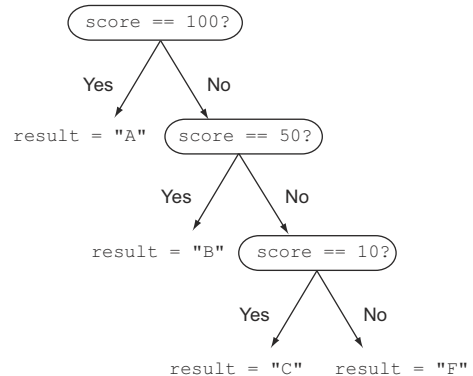 score == 100?
Yes
No
result = "A"
score == 50?
Yes
No
result = "B"
score == 10?
Yes
No
result = "C"
result = "F"